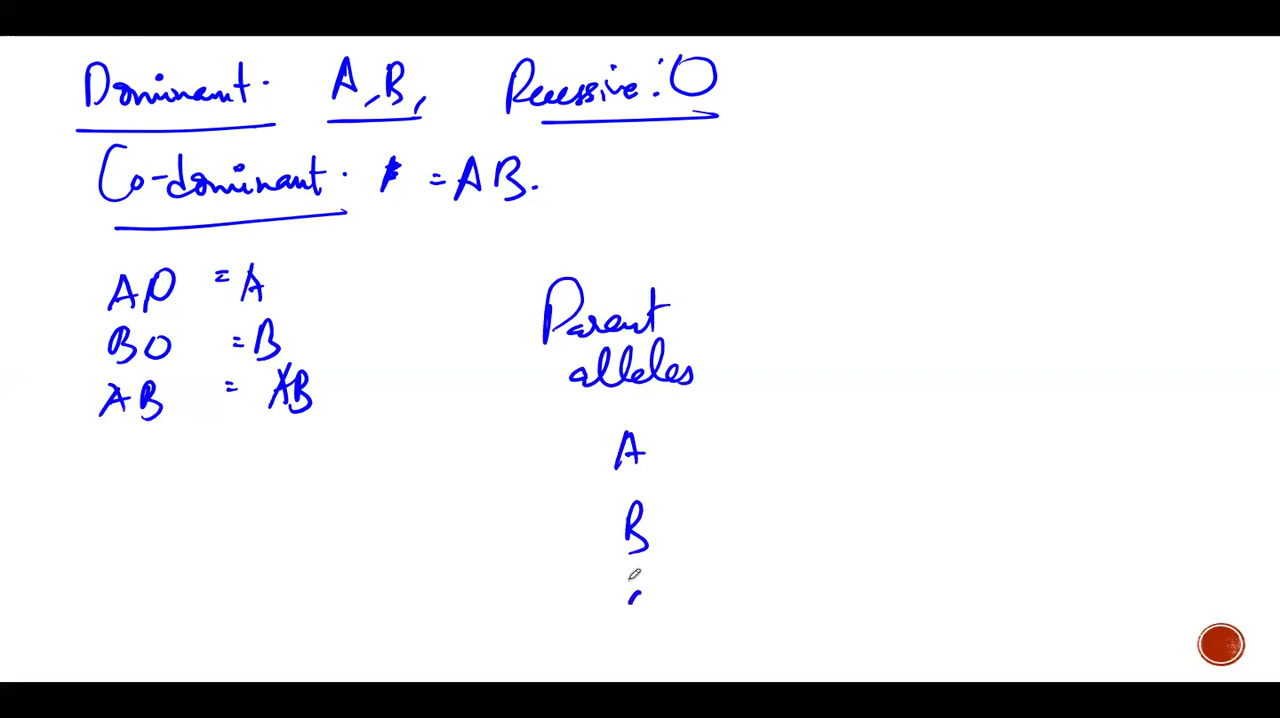 Dominant. A, B, Recessive: O
Co-dominant. = AB.
AO = A
BO = B
AB = AB
Parent
alleles
A
B